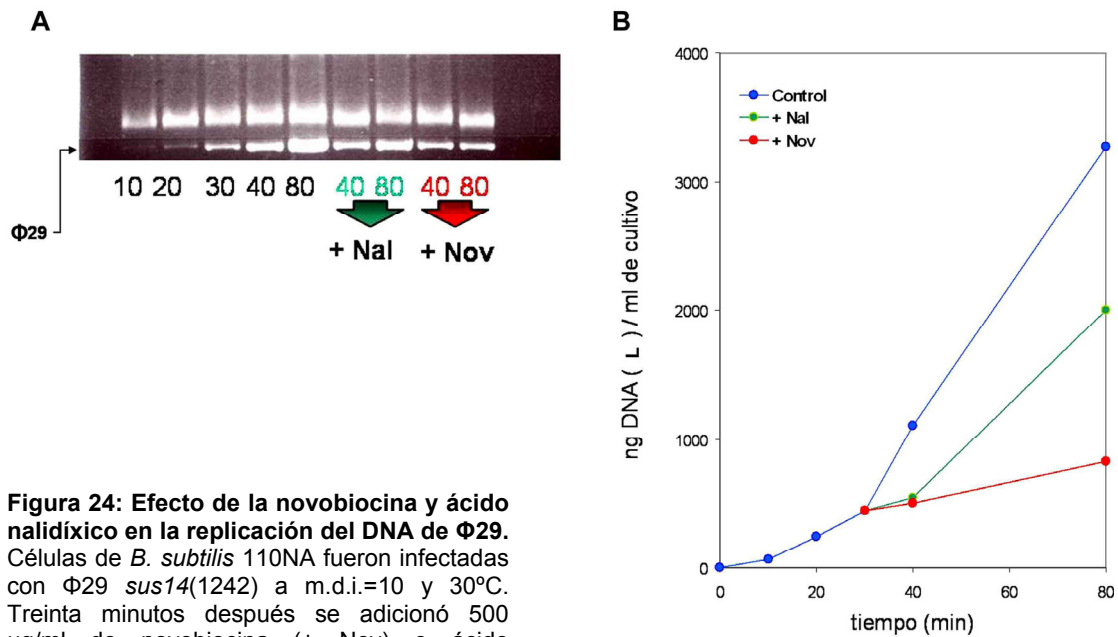 A
10 20 30 40 80 40 80 40 80
Φ29
+ Nal + Nov
B
4000
3000
2000
1000
0
Control
+ Nal
+ Nov
ng DNA ( L ) / ml de cultivo
0 20 40 60 80
tiempo (min)
Figura 24: Efecto de la novobiocina y ácido
nalidíxico en la replicación del DNA de Φ29.
Células de B. subtilis 110NA fueron infectadas
con Φ29 sus14(1242) a m.d.i.=10 y 30ºC.
Treinta minutos después se adicionó 500